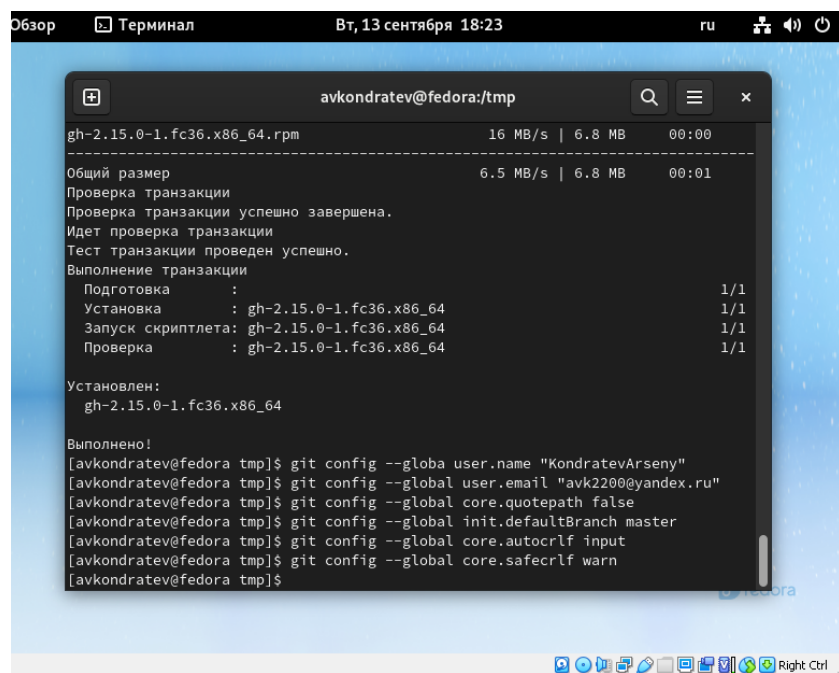 Обзор Терминал Вт, 13 сентября 18:23 ru
avkondratev@fedora:/tmp
gh-2.15.0-1.fc36.x86_64.rpm 16 MB/s | 6.8 MB 00:00
--------------------------------------------------------------------------------
Общий размер 6.5 MB/s | 6.8 MB 00:01
Проверка транзакции
Проверка транзакции успешно завершена.
Идет проверка транзакции
Тест транзакции проведен успешно.
Выполнение транзакции
Подготовка : 1/1
Установка : gh-2.15.0-1.fc36.x86_64 1/1
Запуск скриптлета: gh-2.15.0-1.fc36.x86_64 1/1
Проверка : gh-2.15.0-1.fc36.x86_64 1/1
Установлен:
gh-2.15.0-1.fc36.x86_64
Выполнено!
[avkondratev@fedora tmp]$ git config --globa user.name "KondratevArseny"
[avkondratev@fedora tmp]$ git config --global user.email "avk2200@yandex.ru"
[avkondratev@fedora tmp]$ git config --global core.quotepath false
[avkondratev@fedora tmp]$ git config --global init.defaultBranch master
[avkondratev@fedora tmp]$ git config --global core.autocrlf input
[avkondratev@fedora tmp]$ git config --global core.safecrlf warn
[avkondratev@fedora tmp]$
fedora
Right Ctrl